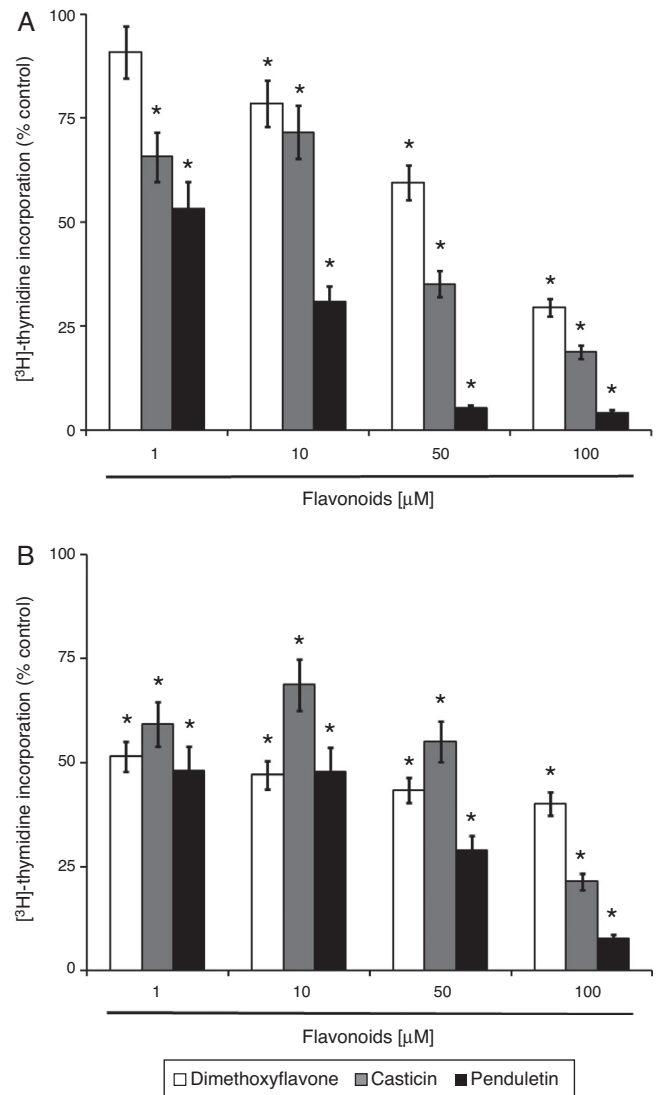 A
[³H]-thymidine incorporation (% control)
100
75
50
25
0
* * * * * * * * * * *
1 10 50 100
Flavonoids [μM]
B
[³H]-thymidine incorporation (% control)
100
75
50
25
0
* * * * * * * * * * * *
1 10 50 100
Flavonoids [μM]
Dimethoxyflavone Casticin Penduletin